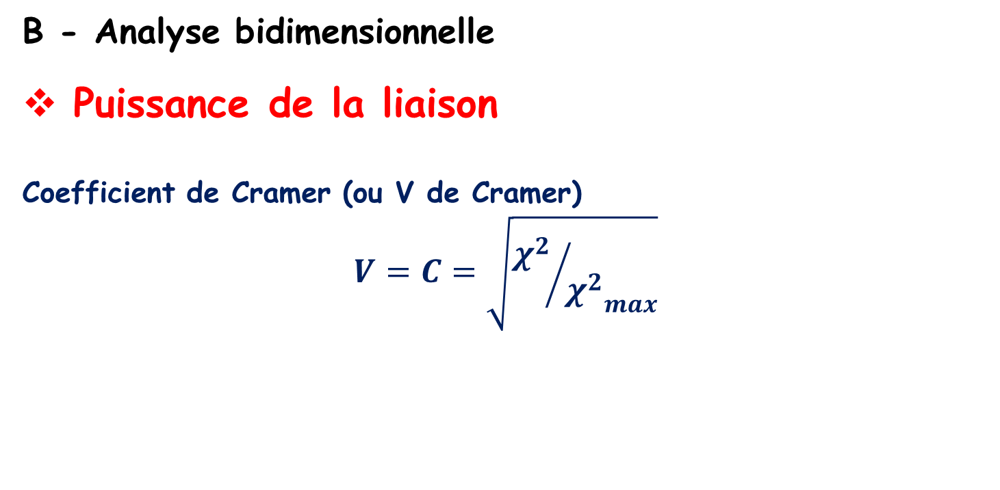 B - Analyse bidimensionnelle
❖ Puissance de la liaison
Coefficient de Cramer (ou V de Cramer)
V = C = √(χ²/χ²max)